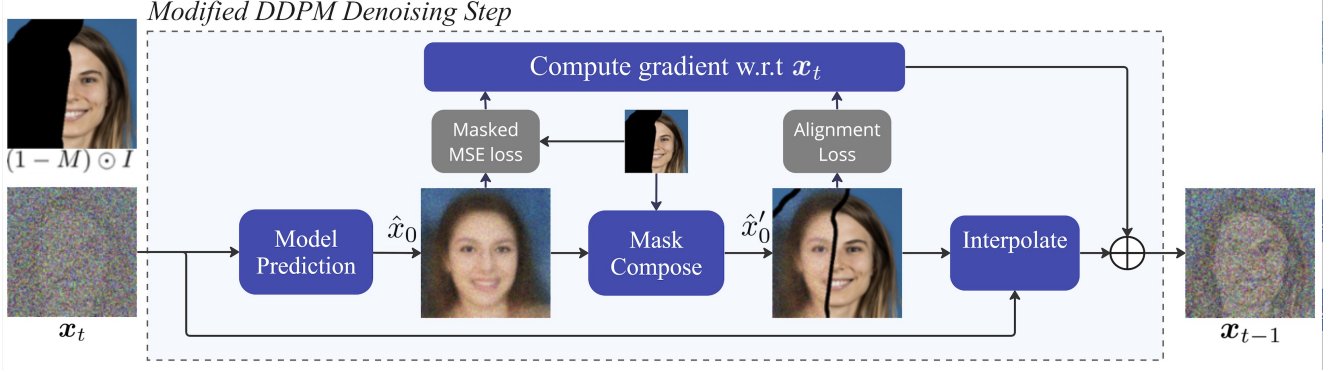 Modified DDPM Denoising Step
Compute gradient w.r.t x_t
(1 − M) ⊙ I
Masked
MSE loss
Alignment
Loss
Model
Prediction
x̂_0
Mask
Compose
x̂′_0
Interpolate
x_t
x_{t−1}